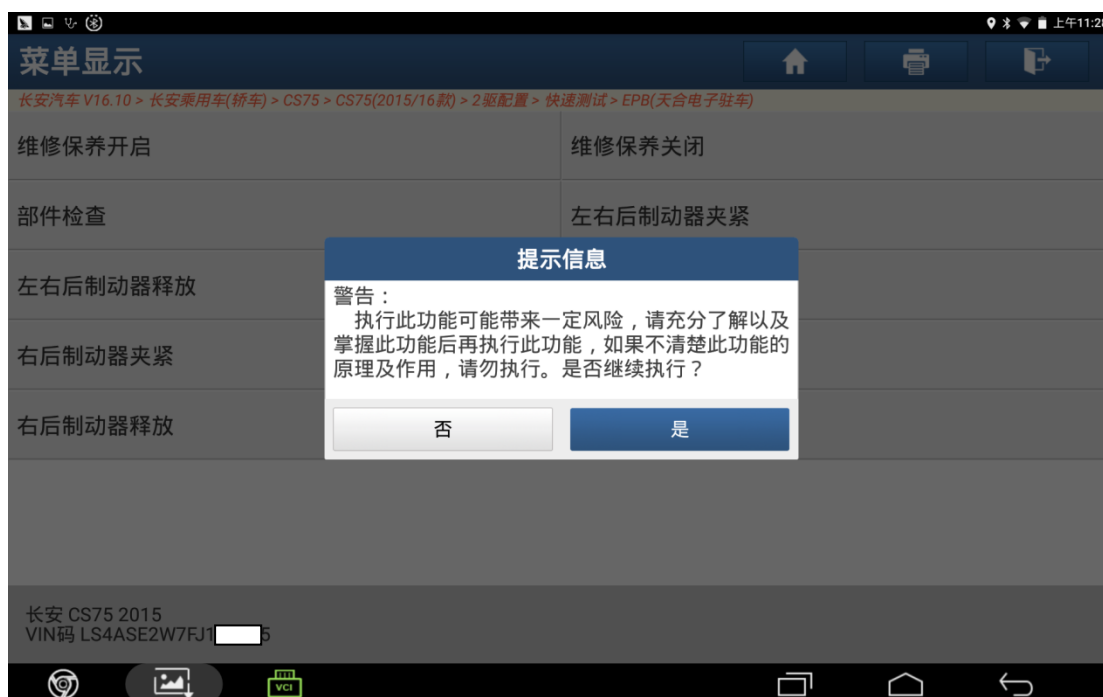 上午11:28
菜单显示
长安汽车 V16.10 > 长安乘用车(轿车) > CS75 > CS75(2015/16款) > 2驱配置 > 快速测试 > EPB(天合电子驻车)
维修保养开启
维修保养关闭
部件检查
左右后制动器夹紧
左右后制动器释放
右后制动器夹紧
右后制动器释放
提示信息
警告：
执行此功能可能带来一定风险，请充分了解以及
掌握此功能后再执行此功能，如果不清楚此功能的
原理及作用，请勿执行。是否继续执行？
否
是
长安 CS75 2015
VIN码 LS4ASE2W7FJ1 5
VCI